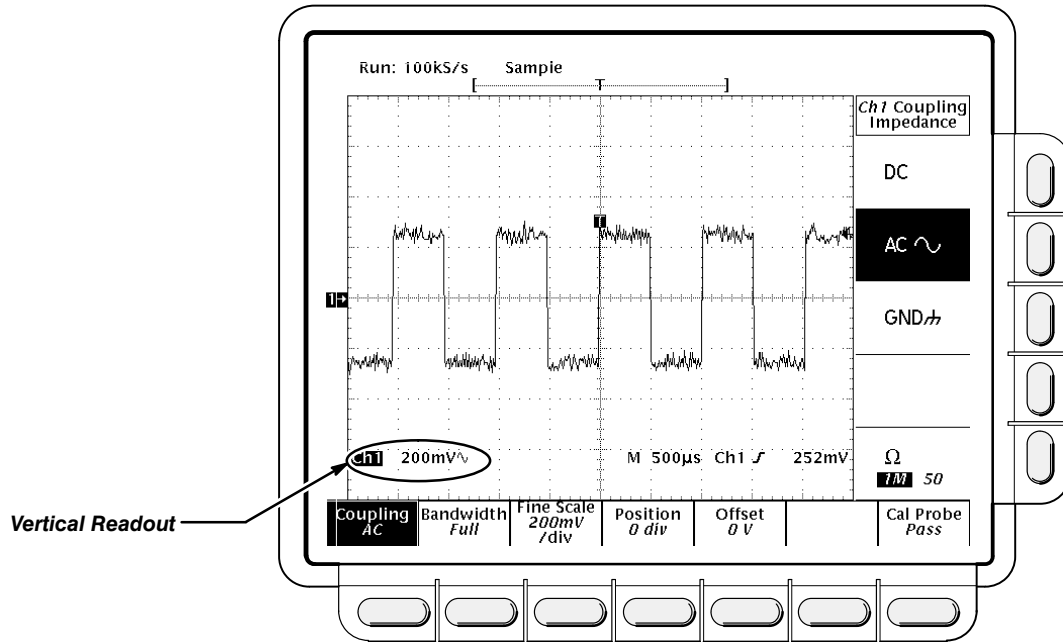 Run: 100kS/s Sample
[ T ]
Ch1 Coupling
Impedance
DC
AC ∿
GND
T
1→
Ch1 200mV∿ M 500µs Ch1 ʃ 252mV
Ω
1M 50
Vertical Readout
Coupling
AC
Bandwidth
Full
Fine Scale
200mV
/div
Position
0 div
Offset
0 V
Cal Probe
Pass